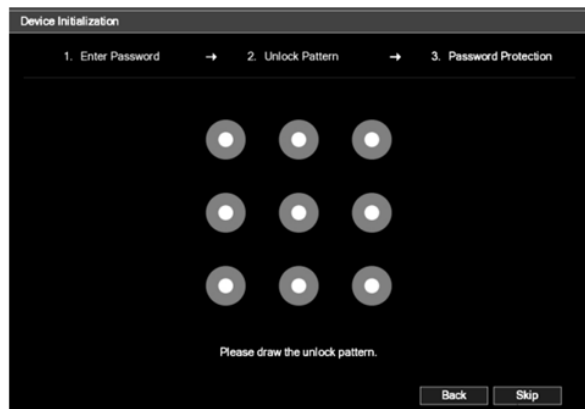 Device Initialization
1. Enter Password → 2. Unlock Pattern → 3. Password Protection
Please draw the unlock pattern.
Back Skip